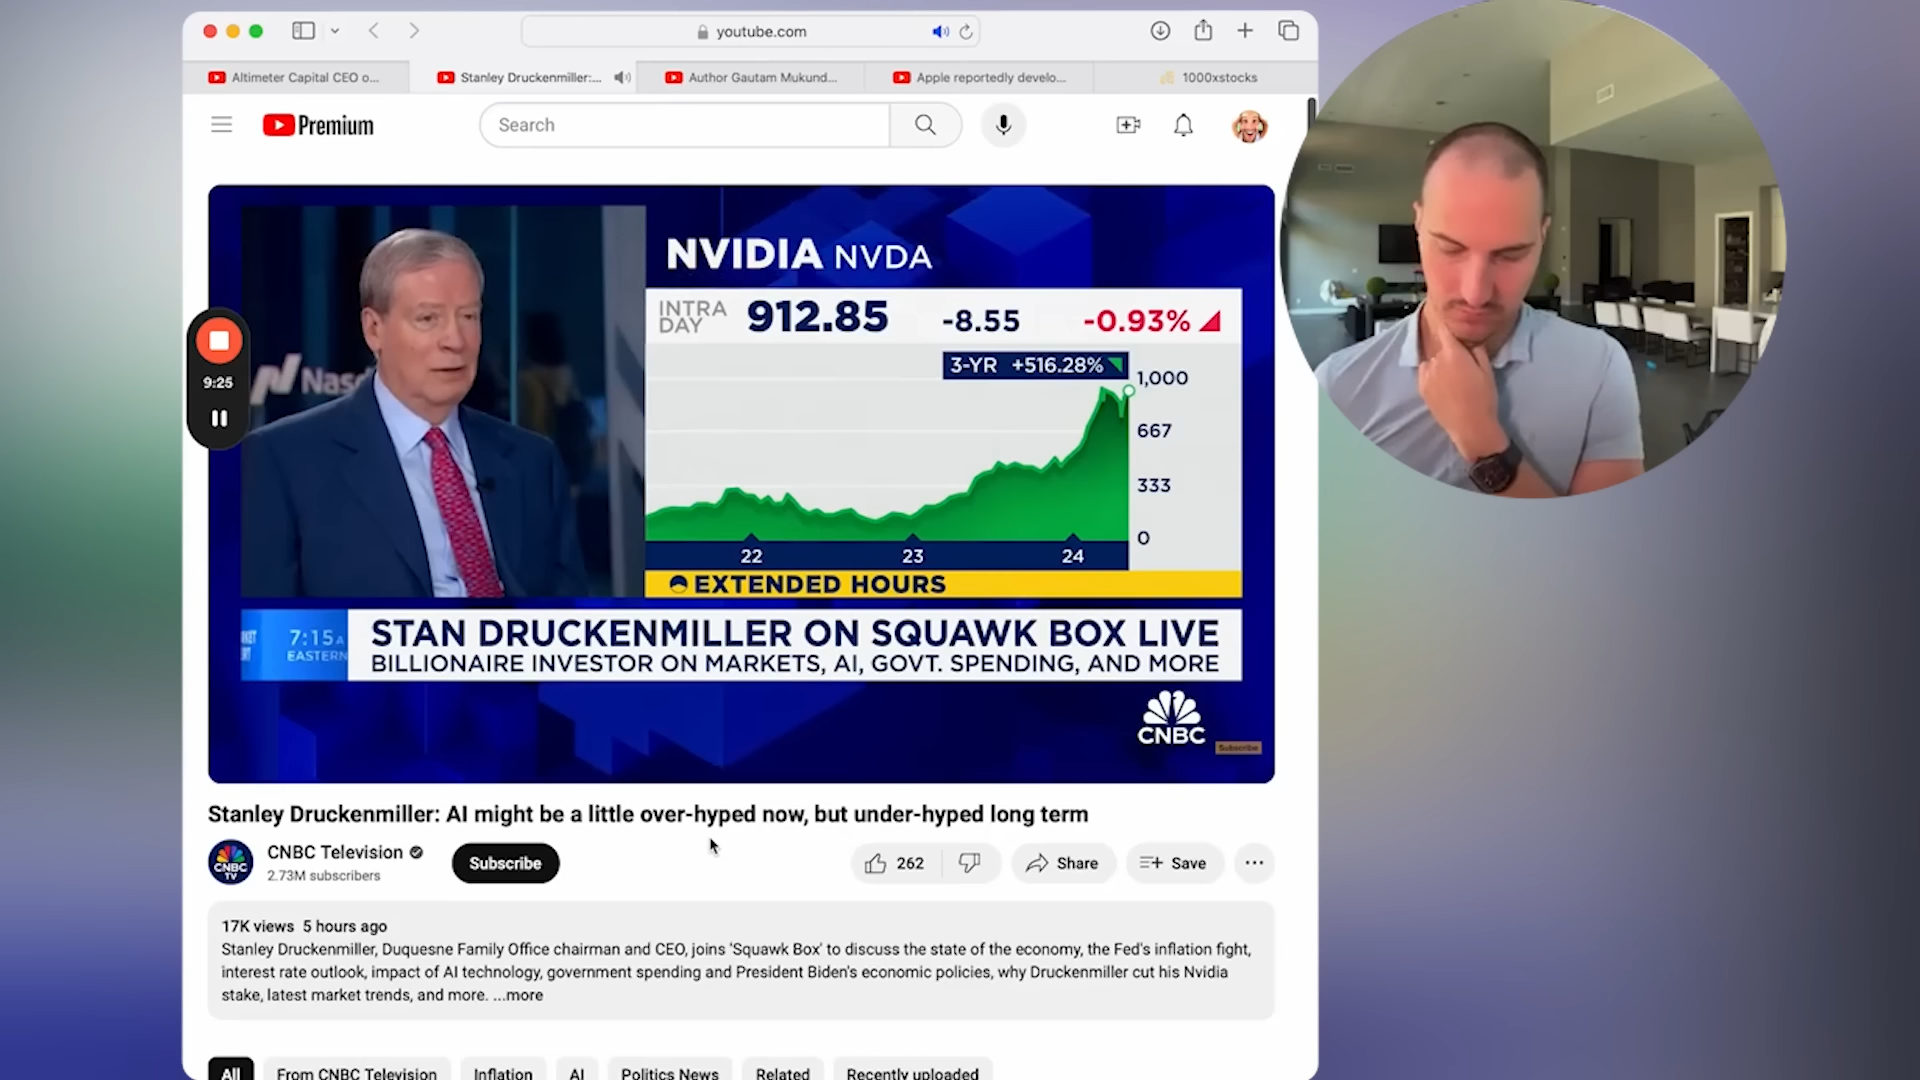 youtube.com
Altimeter Capital CEO o...
Stanley Druckenmiller:...
Author Gautam Mukund...
Apple reportedly develo...
1000xstocks
Premium
Search
NVIDIA NVDA
INTRA DAY 912.85 -8.55 -0.93%
3-YR +516.28%
1,000
667
333
0
22 23 24
EXTENDED HOURS
Nasd
9:25
7:15A
EASTERN
STAN DRUCKENMILLER ON SQUAWK BOX LIVE
BILLIONAIRE INVESTOR ON MARKETS, AI, GOVT. SPENDING, AND MORE
CNBC
Subscribe
Stanley Druckenmiller: AI might be a little over-hyped now, but under-hyped long term
CNBC TV
CNBC Television
2.73M subscribers
Subscribe
262
Share
Save
17K views 5 hours ago
Stanley Druckenmiller, Duquesne Family Office chairman and CEO, joins 'Squawk Box' to discuss the state of the economy, the Fed's inflation fight,
interest rate outlook, impact of AI technology, government spending and President Biden's economic policies, why Druckenmiller cut his Nvidia
stake, latest market trends, and more. ...more
All
From CNBC Television
Inflation
AI
Politics News
Related
Recently uploaded